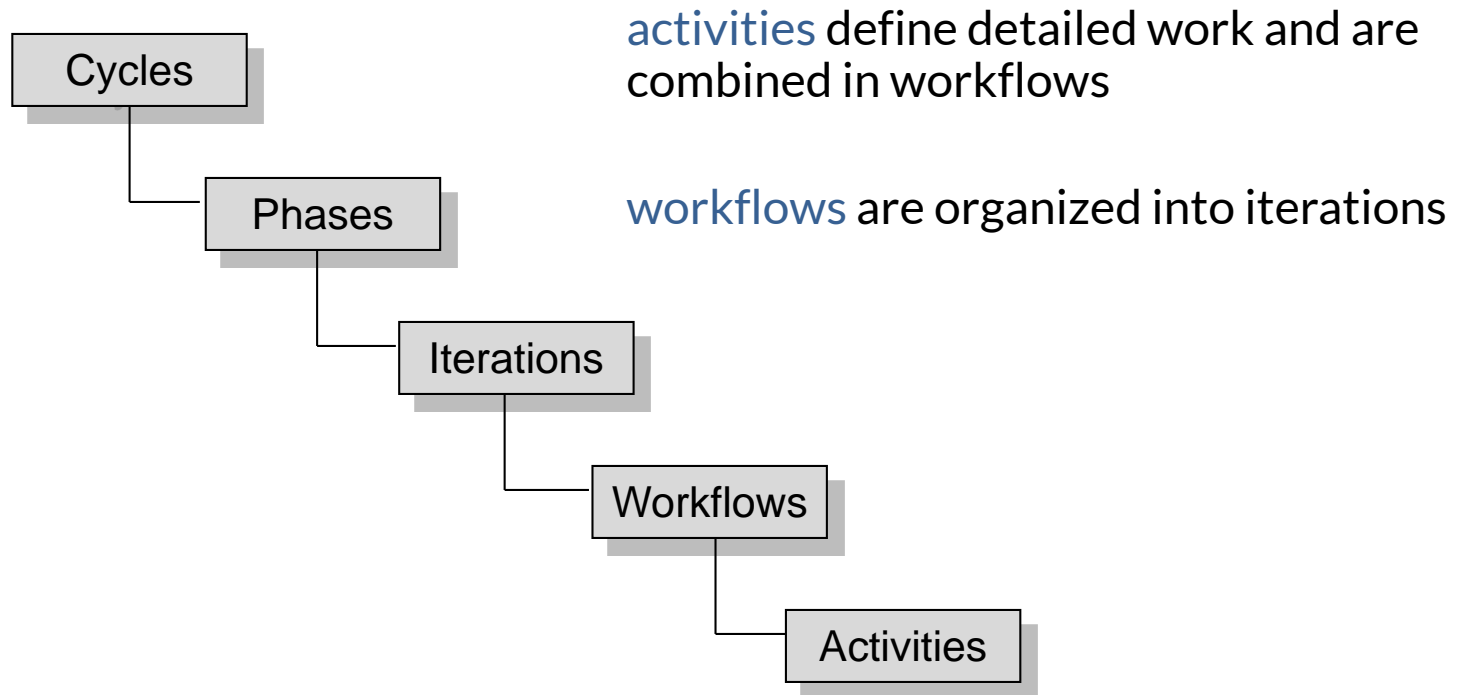 activities define detailed work and are
combined in workflows
Cycles
workflows are organized into iterations
Phases
Iterations
Workflows
Activities